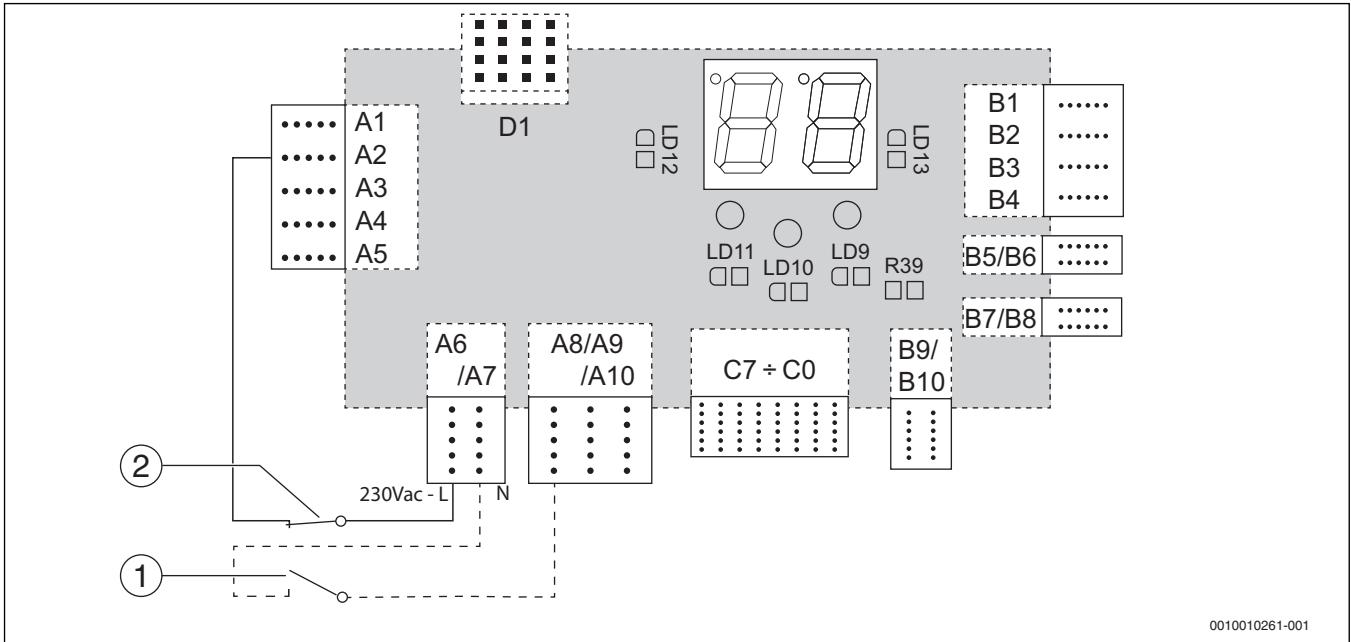 D1
A1
A2
A3
A4
A5
LD12
LD13
B1
B2
B3
B4
LD11
LD10
LD9
R39
B5/B6
B7/B8
A6
/A7
A8/A9
/A10
C7 ÷ C0
B9/
B10
230Vac - L
N
2
1
0010010261-001